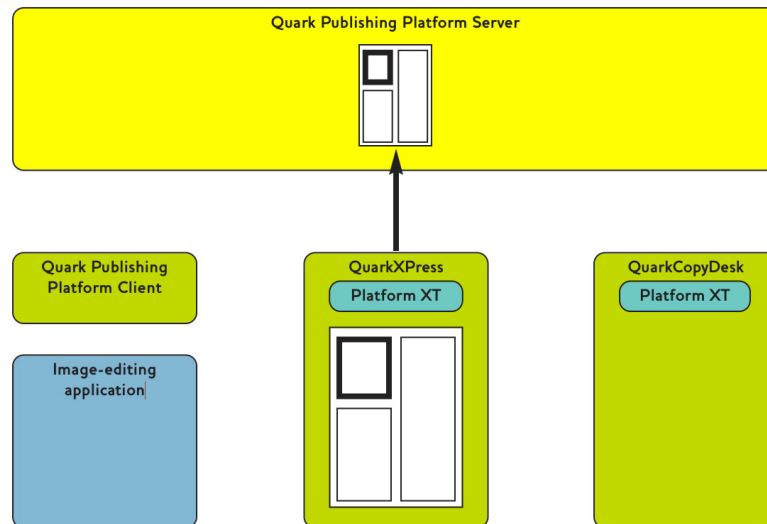 Quark Publishing Platform Server
Quark Publishing
Platform Client
QuarkXPress
Platform XT
QuarkCopyDesk
Platform XT
Image-editing
application